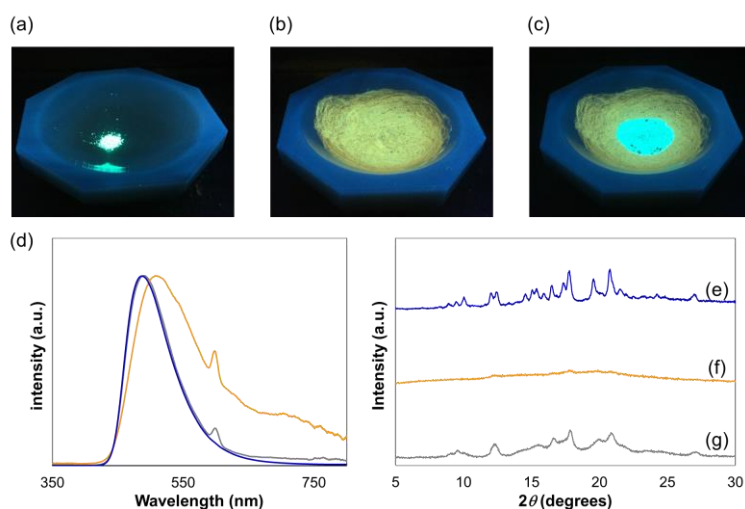 (a) (b) (c)
(d)
intensity (a.u.)
350 550 750
Wavelength (nm)
Intensity (a.u.)
(e)
(f)
(g)
5 10 15 20 25 30
2θ (degrees)